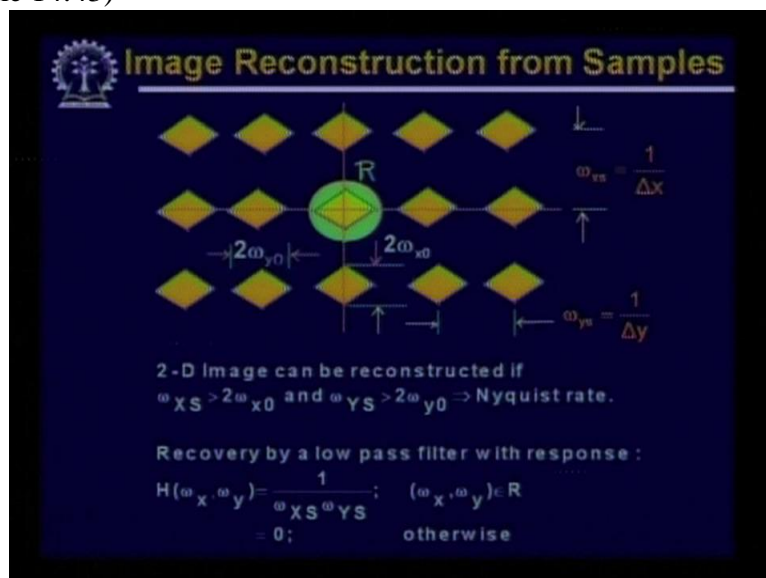 14:45)
Image Reconstruction from Samples
R
ω_xs = 1/Δx
2ω_y0
2ω_x0
ω_ys = 1/Δy
2-D Image can be reconstructed if
ω_XS > 2ω_x0 and ω_YS > 2ω_y0 ⇒ Nyquist rate.
Recovery by a low pass filter with response :
H(ω_x, ω_y) = 1/(ω_XS ω_YS); (ω_x, ω_y) ∈ R
= 0; otherwise